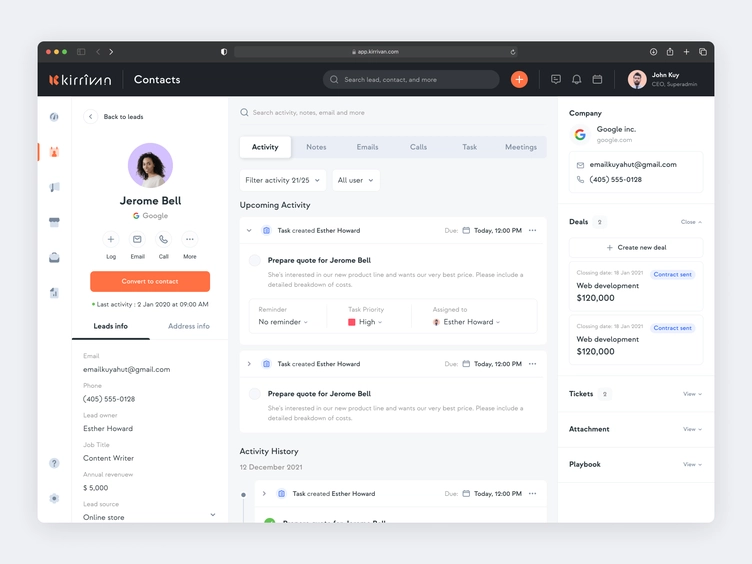 app.kirrivan.com
kirrivan
Contacts
Search lead, contact, and more
John Kuy
CEO, Superadmin
Back to leads
Jerome Bell
Google
Log
Email
Call
More
Convert to contact
Last activity : 2 Jan 2020 at 09:00 AM
Leads info
Address info
Email
emailkuyahut@gmail.com
Phone
(405) 555-0128
Lead owner
Esther Howard
Job Title
Content Writer
Annual revenuew
$ 5,000
Lead source
Online store
Search activity, notes, email and more
Activity
Notes
Emails
Calls
Task
Meetings
Filter activity 21/25
All user
Upcoming Activity
Task created Esther Howard
Due:
Today, 12:00 PM
Prepare quote for Jerome Bell
She's interested in our new product line and wants our very best price. Please include a
detailed breakdown of costs.
Reminder
No reminder
Task Priority
High
Assigned to
Esther Howard
Task created Esther Howard
Due:
Today, 12:00 PM
Prepare quote for Jerome Bell
She's interested in our new product line and wants our very best price. Please include a
detailed breakdown of costs.
Activity History
12 December 2021
Task created Esther Howard
Due:
Today, 12:00 PM
Prepare quote for Jerome Bell
Company
Google inc.
google.com
emailkuyahut@gmail.com
(405) 555-0128
Deals
2
Close
Create new deal
Closing date: 16 Jan 2021
Contract sent
Web development
$120,000
Closing date: 16 Jan 2021
Contract sent
Web development
$120,000
Tickets
2
View
Attachment
View
Playbook
View